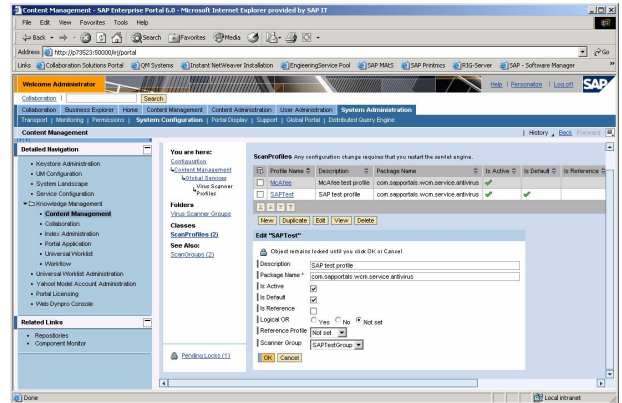 Content Management - SAP Enterprise Portal 6.0 - Microsoft Internet Explorer provided by SAP IT
File Edit View Favorites Tools Help
Back Search Favorites Media
Address http://p73523:50000/irj/portal Go
Links Collaboration Solutions Portal QM Systems Instant NetWeaver Installation EngieeringService Pool SAP MAtS SAP Printmcs RIG-Server SAP - Software Manager
Welcome Administrator Help | Personalize | Log off SAP
Collaboration | Search
Collaboration Business Explorer Home Content Management Content Administration User Administration System Administration
Transport | Monitoring | Permissions | System Configuration | Portal Display | Support | Global Portal | Distributed Query Engine
Content Management | History Back Forward
Detailed Navigation
Keystore Administration
UM Configuration
System Landscape
Service Configuration
Knowledge Management
Content Management
Collaboration
Index Administration
Portal Application
Universal Worklist
Workflow
Universal Worklist Administration
Yahoo! Model Account Administration
Portal Licensing
Web Dynpro Console
Related Links
Repositories
Component Monitor
You are here:
Configuration
Content Management
Global Services
Virus Scanner
Profiles
Folders
Virus Scanner Groups
Classes
ScanProfiles (2)
See Also:
ScanGroups (2)
Pending Locks (1)
ScanProfiles Any configuration change requires that you restart the servlet engine.
Profile Name Description Package Name Is Active Is Default Is Reference
McAfee McAfee test profile com.sapportals.wcm.service.antivirus
SAPTest SAP test profile com.sapportals.wcm.service.antivirus
New Duplicate Edit View Delete
Edit "SAPTest"
Object remains locked until you click OK or Cancel
Description SAP test profile
Package Name * com.sapportals.wcm.service.antivirus
Is Active
Is Default
Is Reference
Logical OR Yes No Not set
Reference Profile Not set
Scanner Group SAPTestGroup
OK Cancel
Done Local intranet